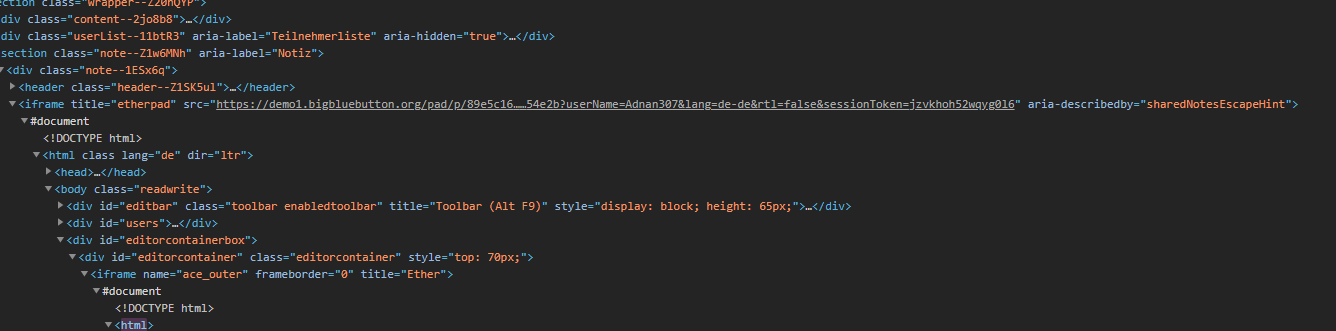 section class="wrapper--Z20hQYP">
<div class="content--2jo8b8">…</div>
div class="userList--11btR3" aria-label="Teilnehmerliste" aria-hidden="true">…</div>
section class="note--Z1w6MNh" aria-label="Notiz">
<div class="note--1ESx6q">
<header class="header--Z1SK5ul">…</header>
<iframe title="etherpad" src="https://demo1.bigbluebutton.org/pad/p/89e5c16……54e2b?userName=Adnan307&lang=de-de&rtl=false&sessionToken=jzvkhoh52wqyg0l6" aria-describedby="sharedNotesEscapeHint">
#document
<!DOCTYPE html>
<html class lang="de" dir="ltr">
<head>…</head>
<body class="readwrite">
<div id="editbar" class="toolbar enabledtoolbar" title="Toolbar (Alt F9)" style="display: block; height: 65px;">…</div>
<div id="users">…</div>
<div id="editorcontainerbox">
<div id="editorcontainer" class="editorcontainer" style="top: 70px;">
<iframe name="ace_outer" frameborder="0" title="Ether">
#document
<!DOCTYPE html>
<html>